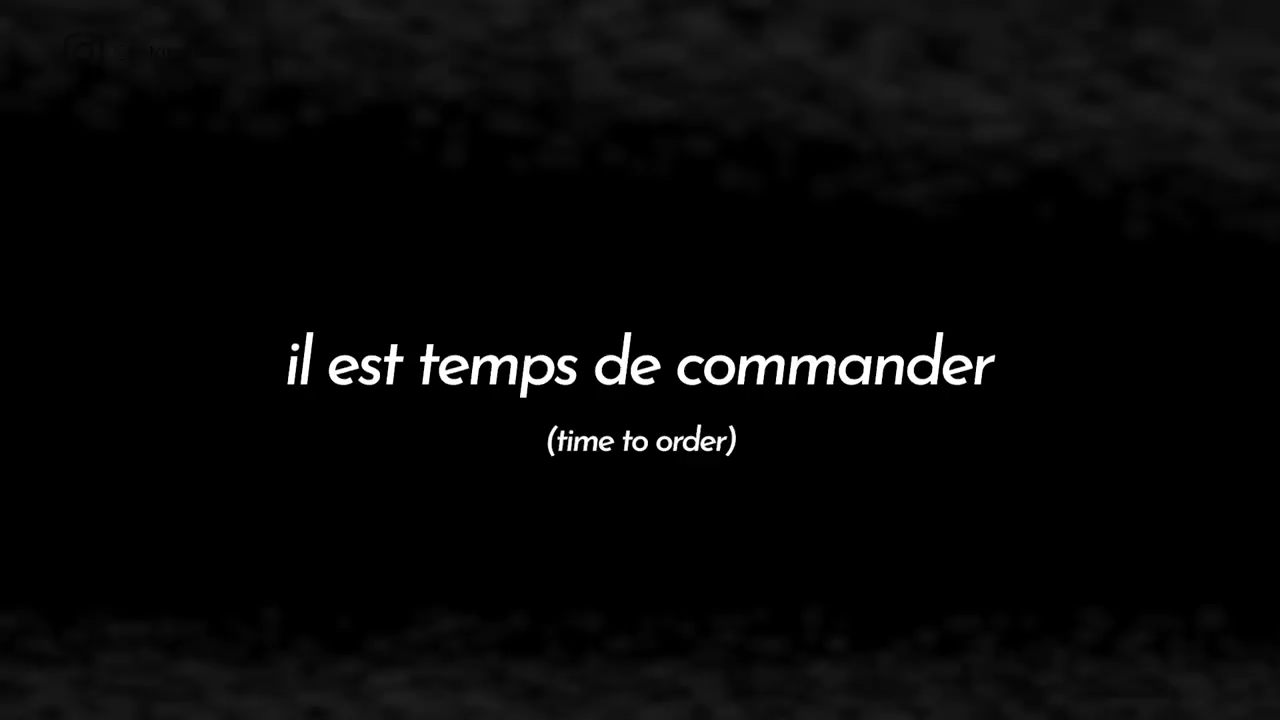 il est temps de commander
(time to order)